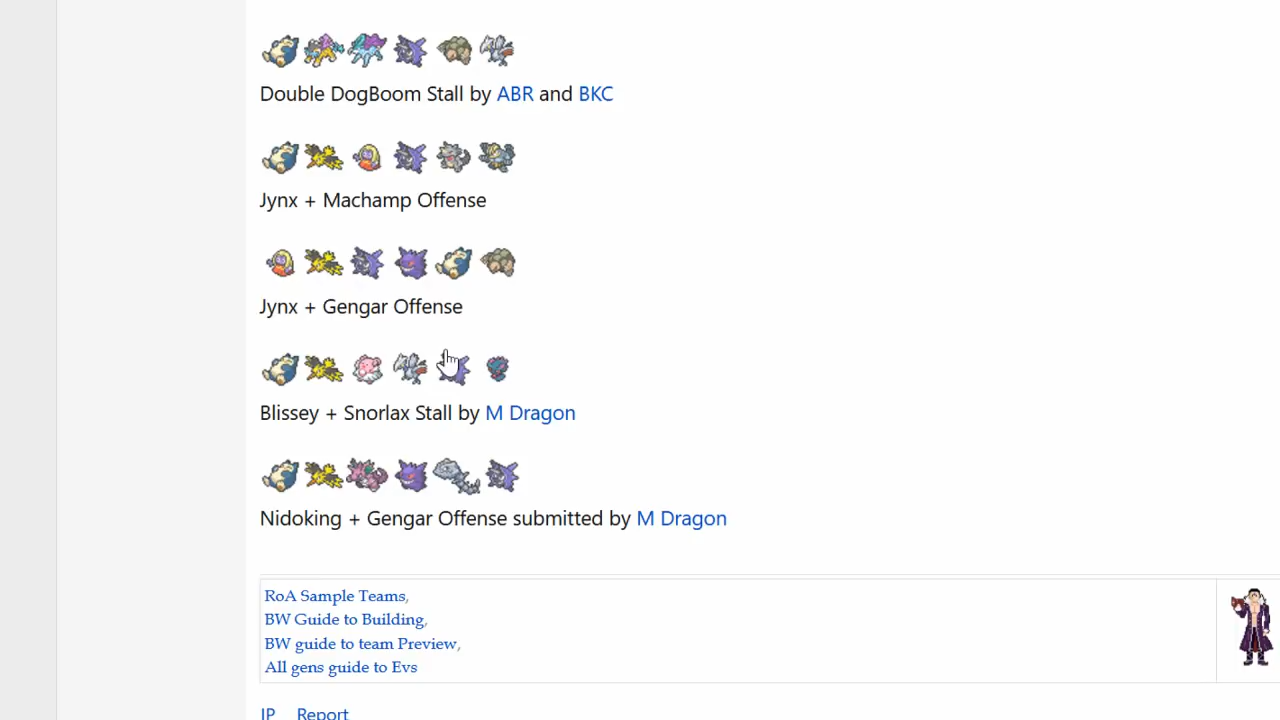 Double DogBoom Stall by ABR and BKC
Jynx + Machamp Offense
Jynx + Gengar Offense
Blissey + Snorlax Stall by M Dragon
Nidoking + Gengar Offense submitted by M Dragon
RoA Sample Teams,
BW Guide to Building,
BW guide to team Preview,
All gens guide to Evs
IP Report